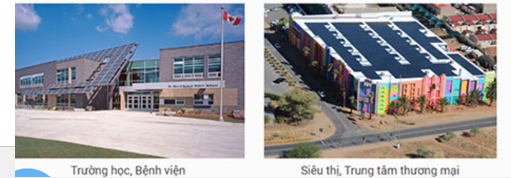 Trường học, Bệnh viện
Siêu thị, Trung tâm thương mại